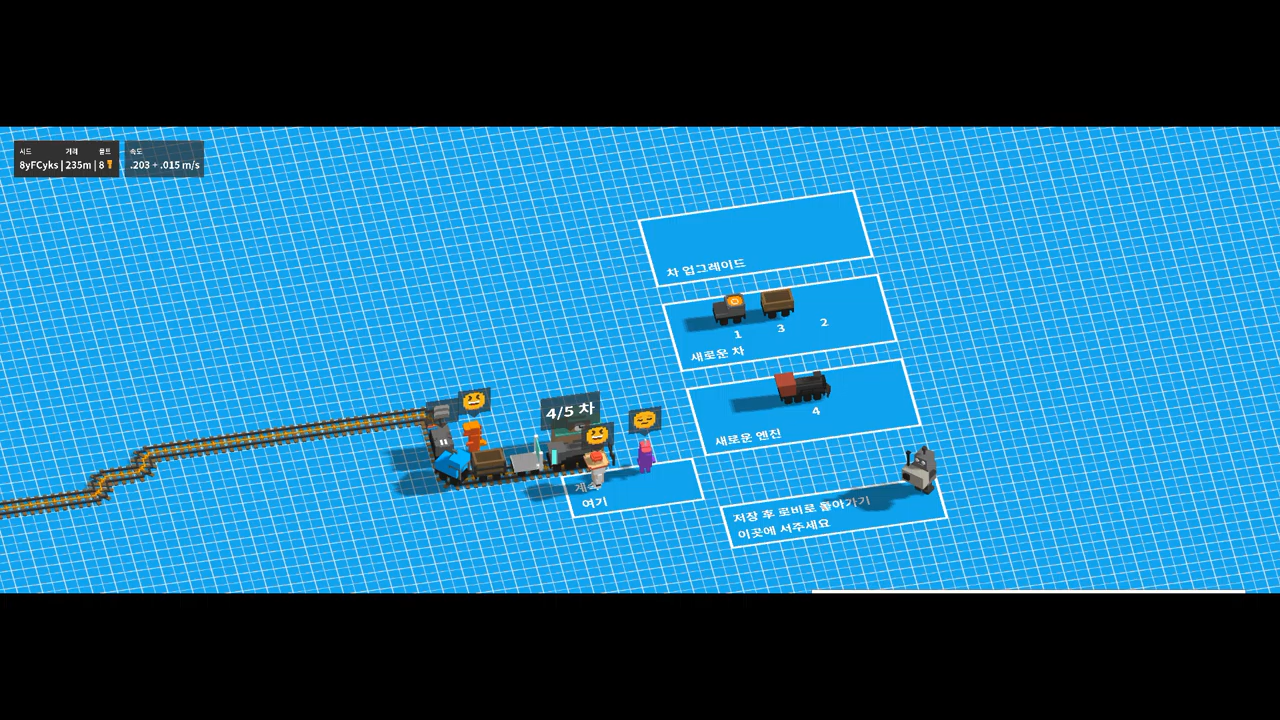 시드 거리 볼트 속도
8yFCyks | 235m | 8 .203 + .015 m/s
차 업그레이드
1 3 2
새로운 차
4
새로운 엔진
4/5 차
계속
여기
저장 후 로비로 돌아가기
이곳에 서주세요